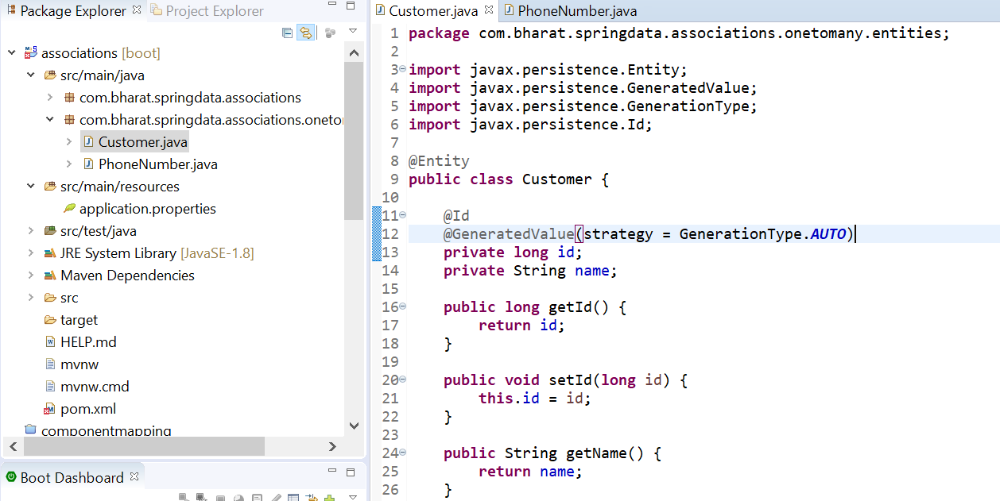 Package Explorer
Project Explorer
associations [boot]
src/main/java
com.bharat.springdata.associations
com.bharat.springdata.associations.oneto
Customer.java
PhoneNumber.java
src/main/resources
application.properties
src/test/java
JRE System Library [JavaSE-1.8]
Maven Dependencies
src
target
HELP.md
mvnw
mvnw.cmd
pom.xml
componentmapping
Boot Dashboard
Customer.java
PhoneNumber.java
1 package com.bharat.springdata.associations.onetomany.entities;
2
3 import javax.persistence.Entity;
4 import javax.persistence.GeneratedValue;
5 import javax.persistence.GenerationType;
6 import javax.persistence.Id;
7
8 @Entity
9 public class Customer {
10
11 @Id
12 @GeneratedValue(strategy = GenerationType.AUTO)
13 private long id;
14 private String name;
15
16 public long getId() {
17 return id;
18 }
19
20 public void setId(long id) {
21 this.id = id;
22 }
23
24 public String getName() {
25 return name;
26 }